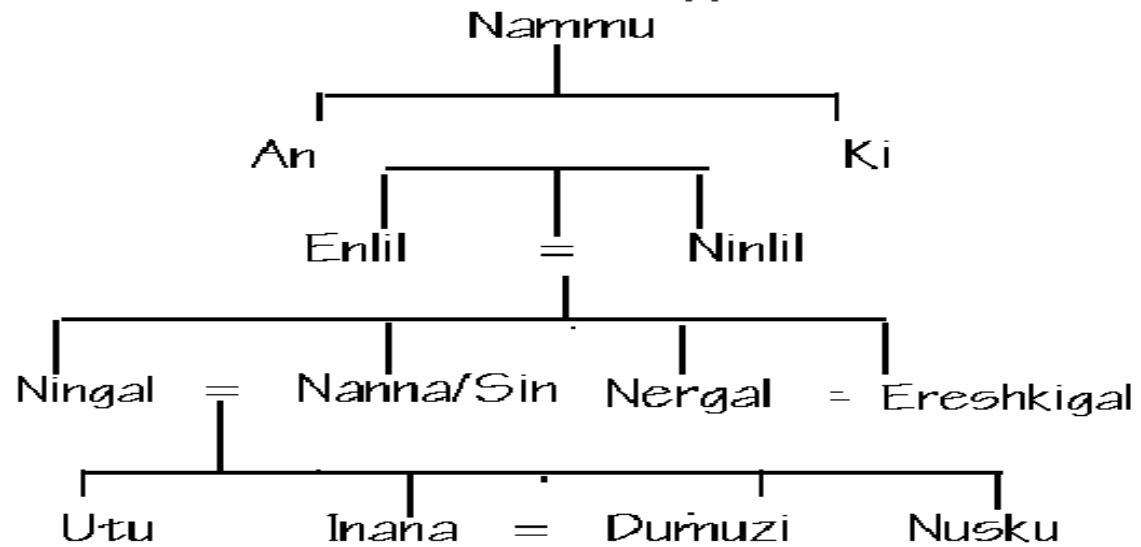 Nammu
An Ki
Enlil = Ninlil
Ningal = Nanna/Sin Nergal = Ereshkigal
Utu Inana = Dumuzi Nusku